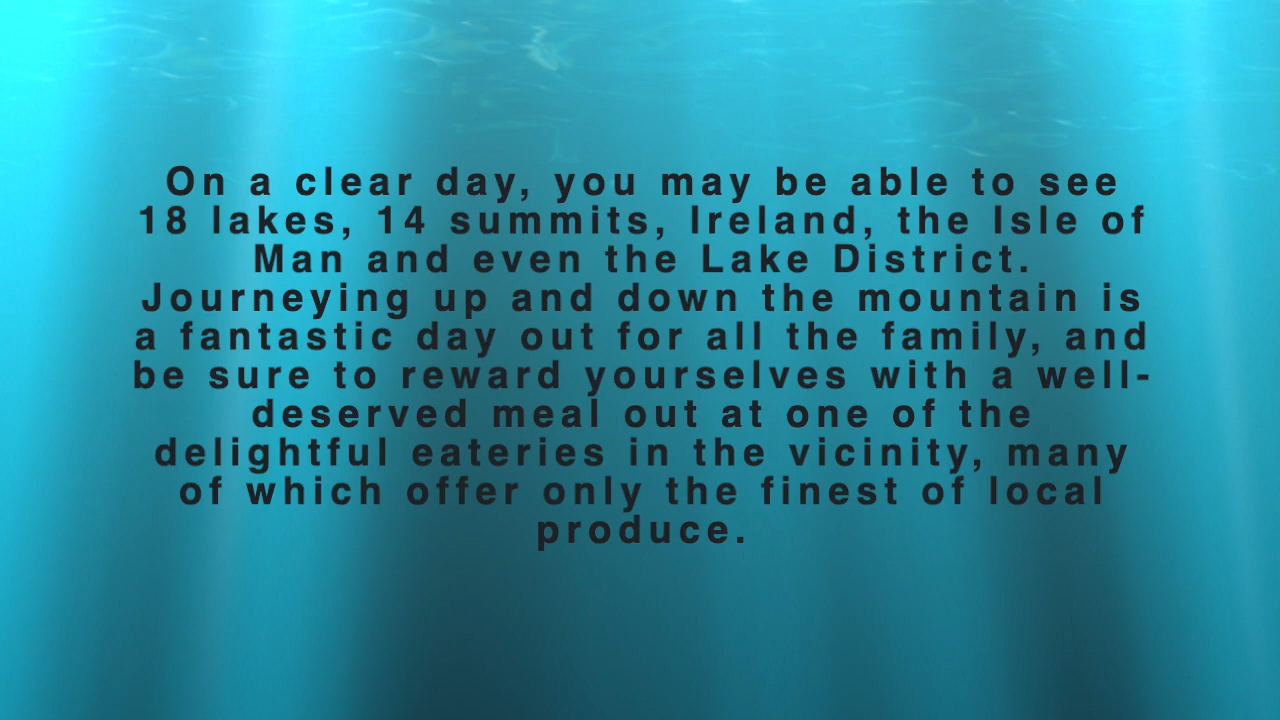 On a clear day, you may be able to see
18 lakes, 14 summits, Ireland, the Isle of
Man and even the Lake District.
Journeying up and down the mountain is
a fantastic day out for all the family, and
be sure to reward yourselves with a well-
deserved meal out at one of the
delightful eateries in the vicinity, many
of which offer only the finest of local
produce.